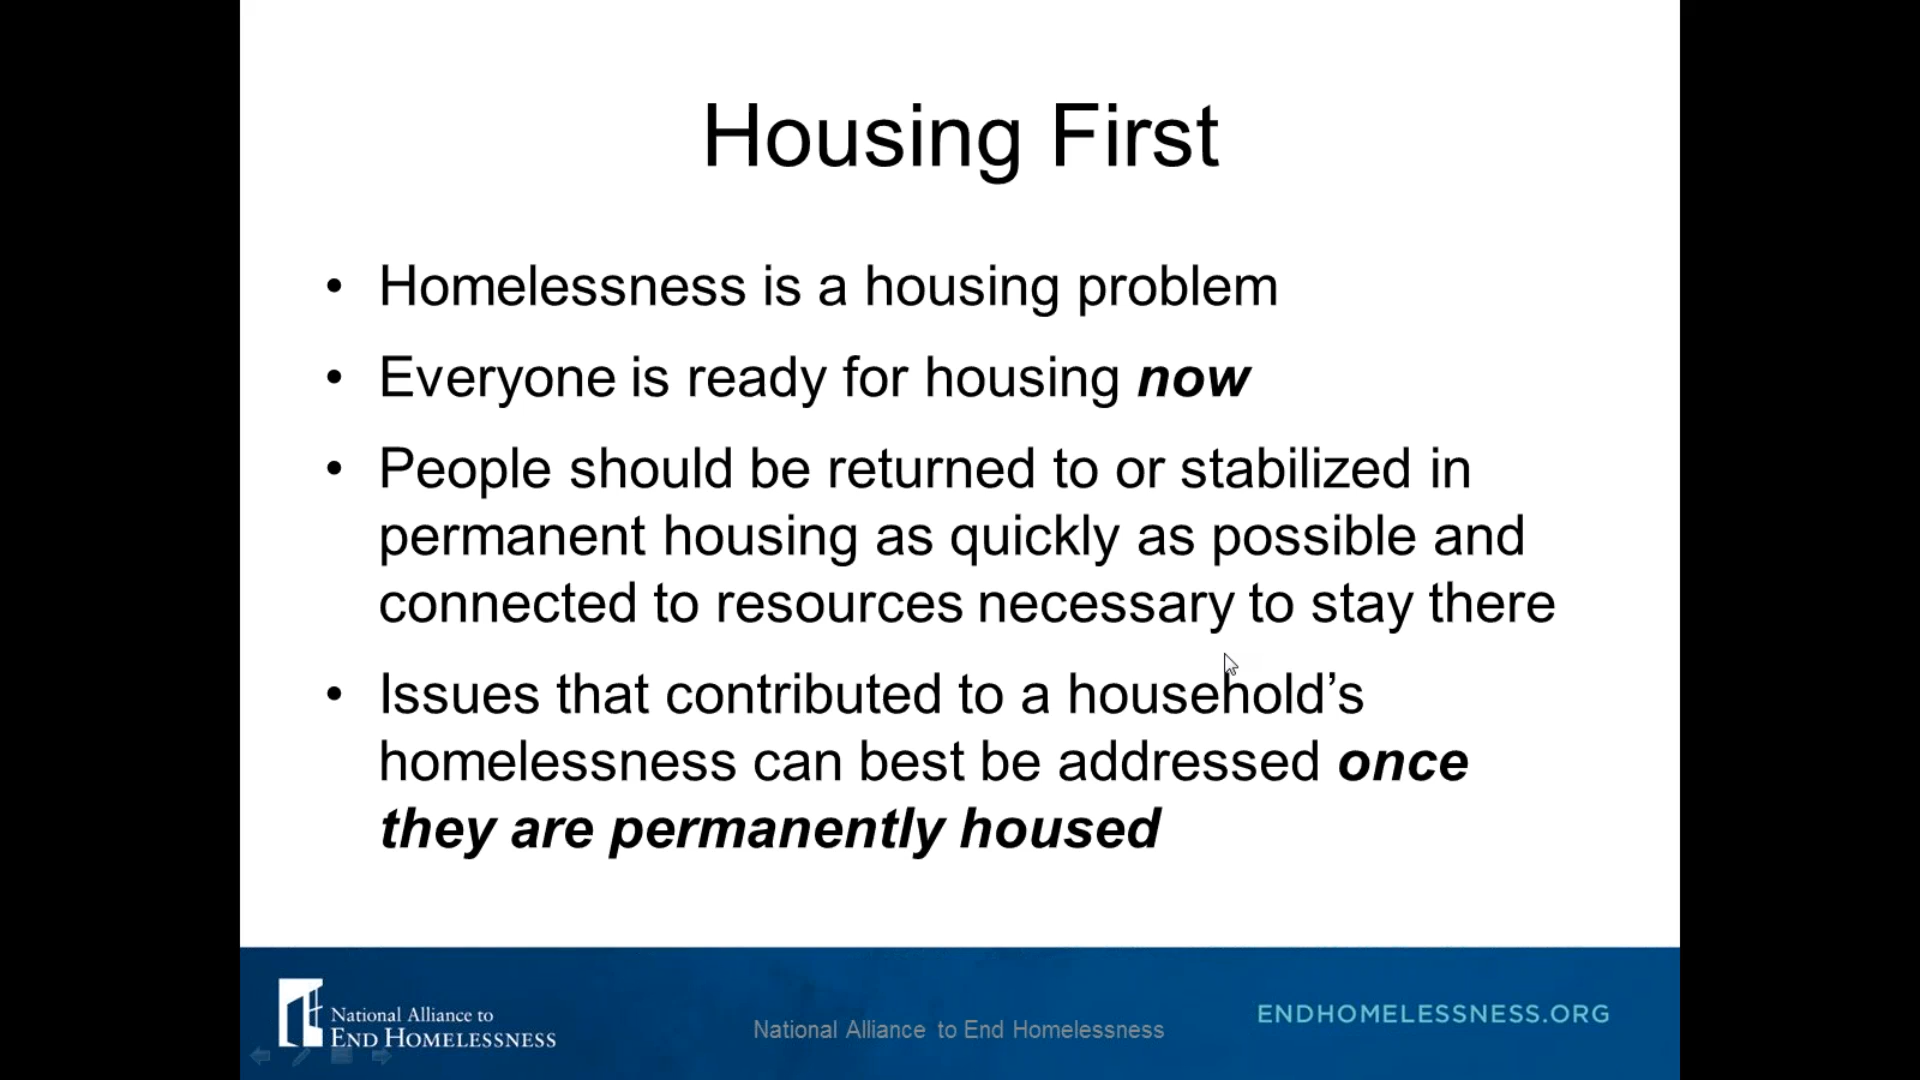 Housing First
• Homelessness is a housing problem
• Everyone is ready for housing now
• People should be returned to or stabilized in
permanent housing as quickly as possible and
connected to resources necessary to stay there
• Issues that contributed to a household’s
homelessness can best be addressed once
they are permanently housed
National Alliance to
END HOMELESSNESS
National Alliance to End Homelessness
ENDHOMELESSNESS.ORG